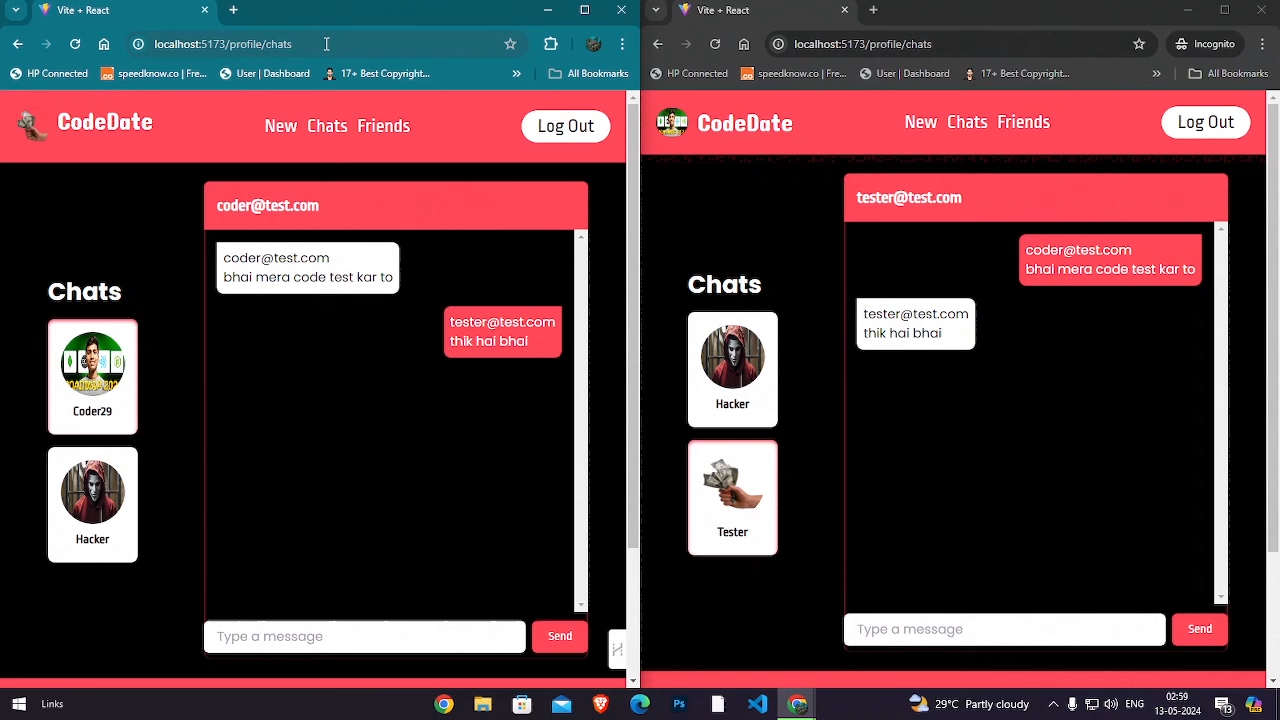 Vite + React
localhost:5173/profile/chats
HP Connected
speedknow.co | Fre...
User | Dashboard
17+ Best Copyright...
»
All Bookmarks
CodeDate
New Chats Friends
Log Out
coder@test.com
coder@test.com
bhai mera code test kar to
tester@test.com
thik hai bhai
Chats
Coder29
Hacker
Type a message
Send
Vite + React
localhost:5173/profile/chats
Incognito
HP Connected
speedknow.co | Fre...
User | Dashboard
17+ Best Copyright...
»
All Bookmarks
CodeDate
New Chats Friends
Log Out
tester@test.com
coder@test.com
bhai mera code test kar to
tester@test.com
thik hai bhai
Chats
Hacker
Tester
Type a message
Send
Links
Ps
29°C Partly cloudy
ENG
02:59
13-05-2024